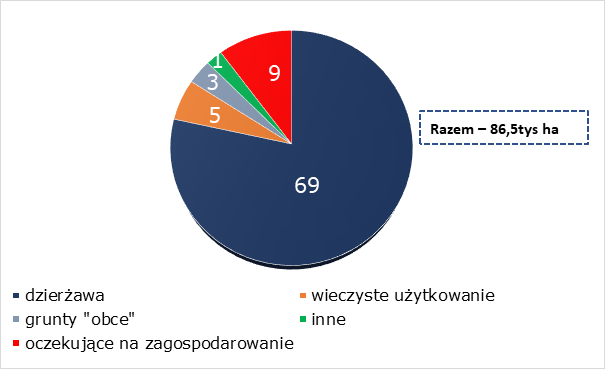 1
3
9
5
Razem – 86,5tys ha
69
dzierżawa
wieczyste użytkowanie
grunty "obce"
inne
oczekujące na zagospodarowanie